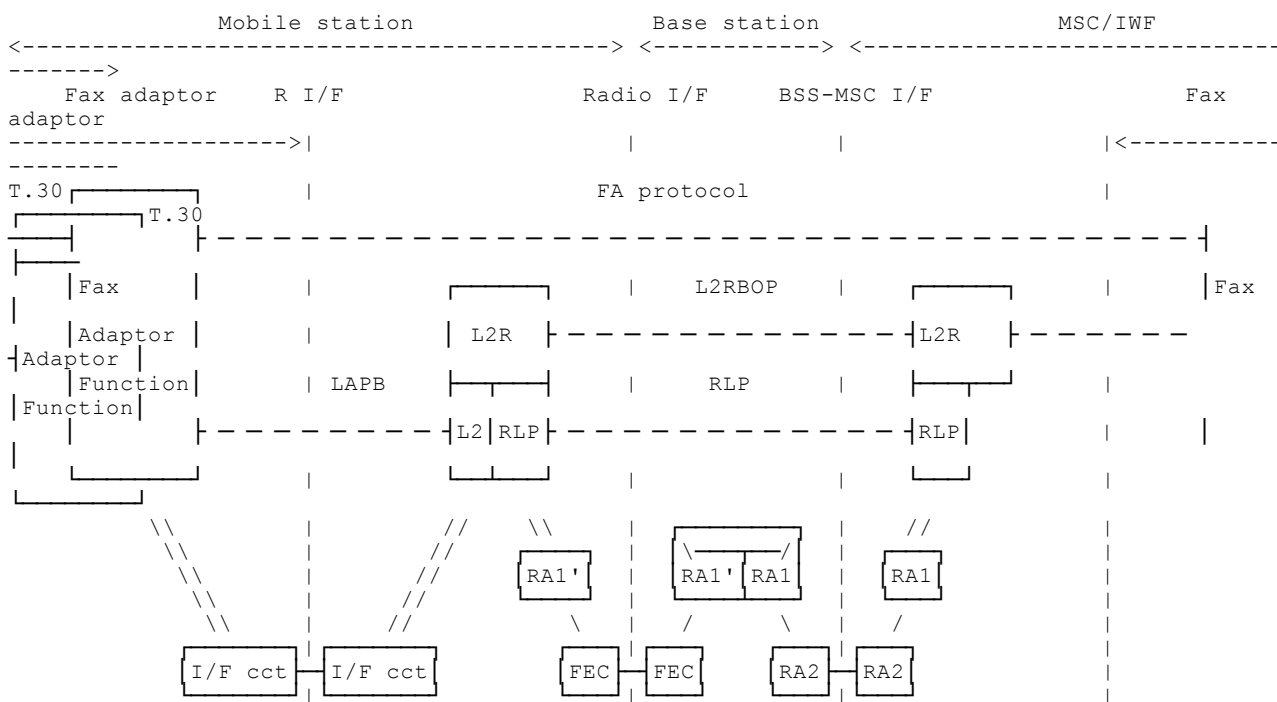 Mobile station Base station MSC/IWF
<--------------------------------------> <------------> <----------------------------
------->
Fax adaptor R I/F Radio I/F BSS-MSC I/F Fax
adaptor
-------------------->| | | |<-----------
--------
T.30 | FA protocol |
T.30
Fax | | L2RBOP | | Fax
Adaptor | L2R L2R
Adaptor
Function | LAPB | RLP | |
Function
L2 RLP RLP
RA1' RA1' RA1 RA1
I/F cct I/F cct FEC FEC RA2 RA2